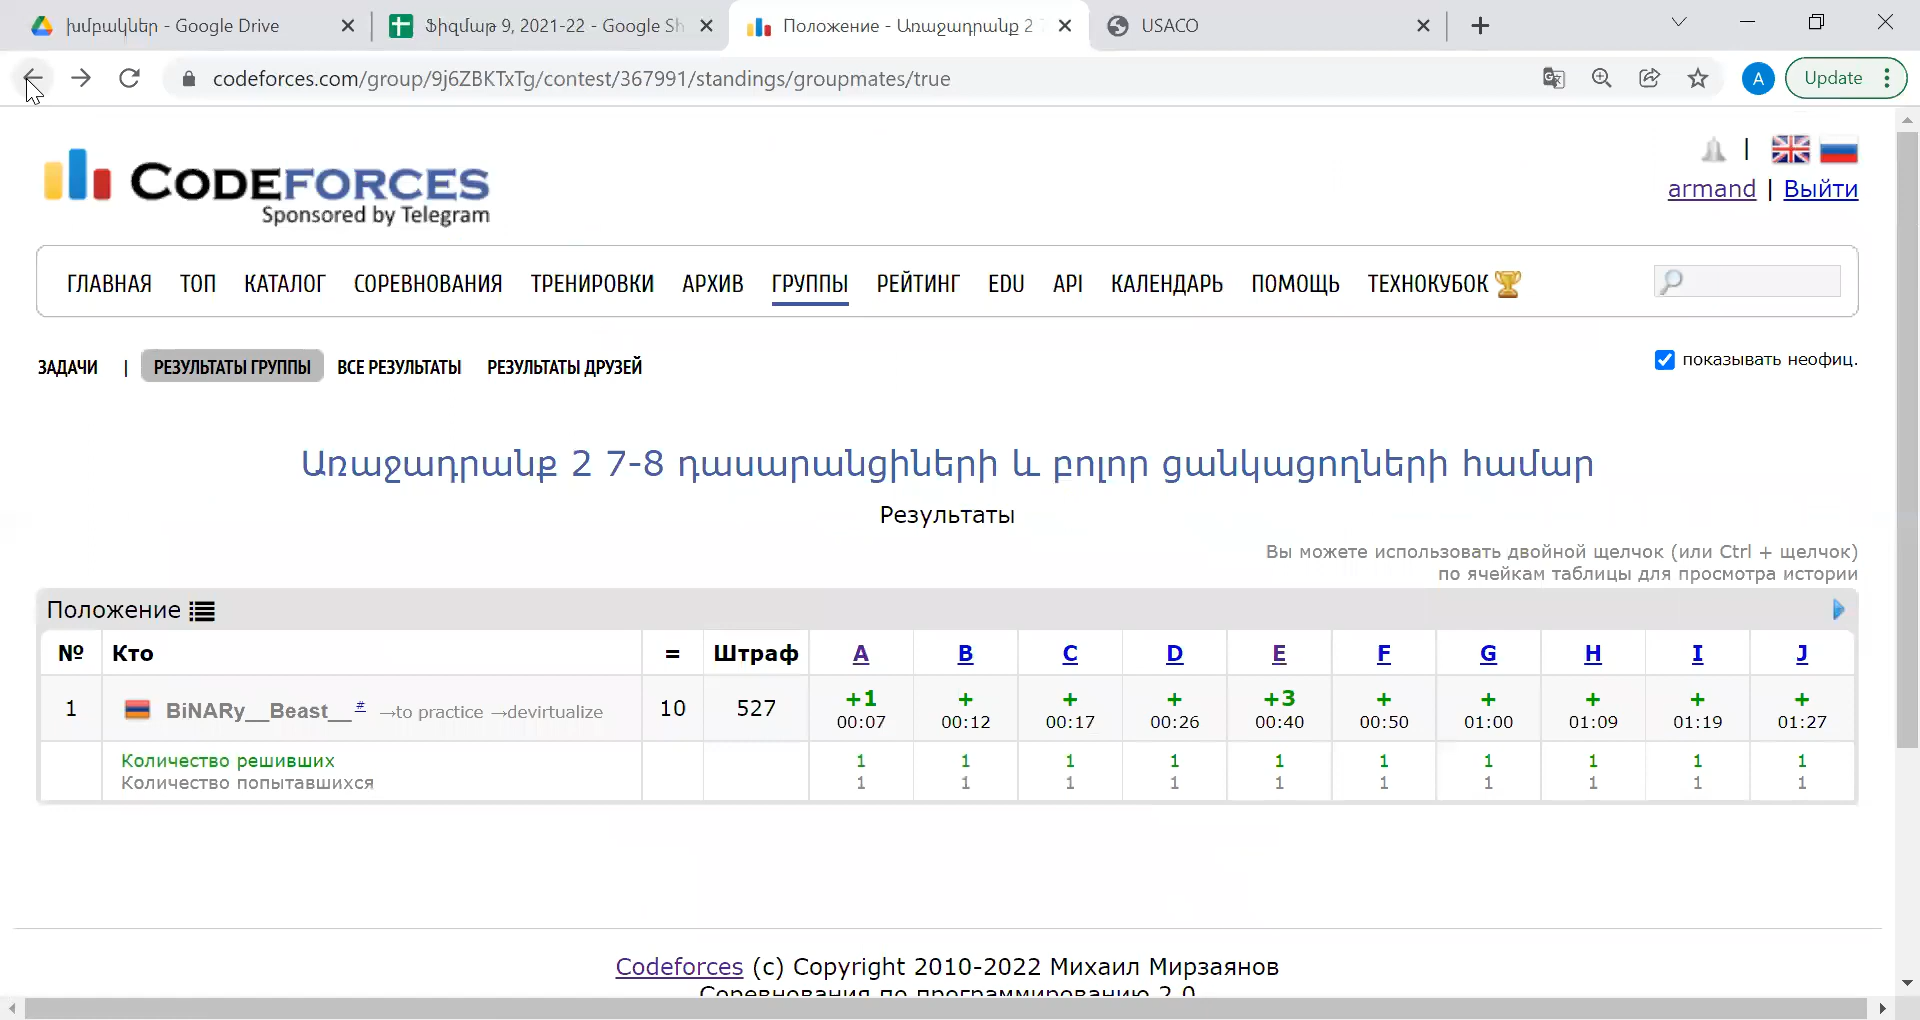 խմբակներ - Google Drive
Ֆիզմաթ 9, 2021-22 - Google Sh
Положение - Առաջադրանք 2 7
USACO
codeforces.com/group/9j6ZBKTxTg/contest/367991/standings/groupmates/true
A
Update
CODEFORCES
Sponsored by Telegram
|
armand | Выйти
ГЛАВНАЯ ТОП КАТАЛОГ СОРЕВНОВАНИЯ ТРЕНИРОВКИ АРХИВ ГРУППЫ РЕЙТИНГ EDU API КАЛЕНДАРЬ ПОМОЩЬ ТЕХНОКУБОК
ЗАДАЧИ | РЕЗУЛЬТАТЫ ГРУППЫ ВСЕ РЕЗУЛЬТАТЫ РЕЗУЛЬТАТЫ ДРУЗЕЙ
показывать неофиц.
Առաջադրանք 2 7-8 դասարանցիների և բոլոր ցանկացողների համար
Результаты
Вы можете использовать двойной щелчок (или Ctrl + щелчок)
по ячейкам таблицы для просмотра истории
Положение
№ Кто = Штраф A B C D E F G H I J
1 BiNARy__Beast__ # →to practice →devirtualize 10 527 +1 + + + +3 + + + + +
00:07 00:12 00:17 00:26 00:40 00:50 01:00 01:09 01:19 01:27
Количество решивших 1 1 1 1 1 1 1 1 1 1
Количество попытавшихся 1 1 1 1 1 1 1 1 1 1
Codeforces (c) Copyright 2010-2022 Михаил Мирзаянов
Соревнования по программированию 2.0